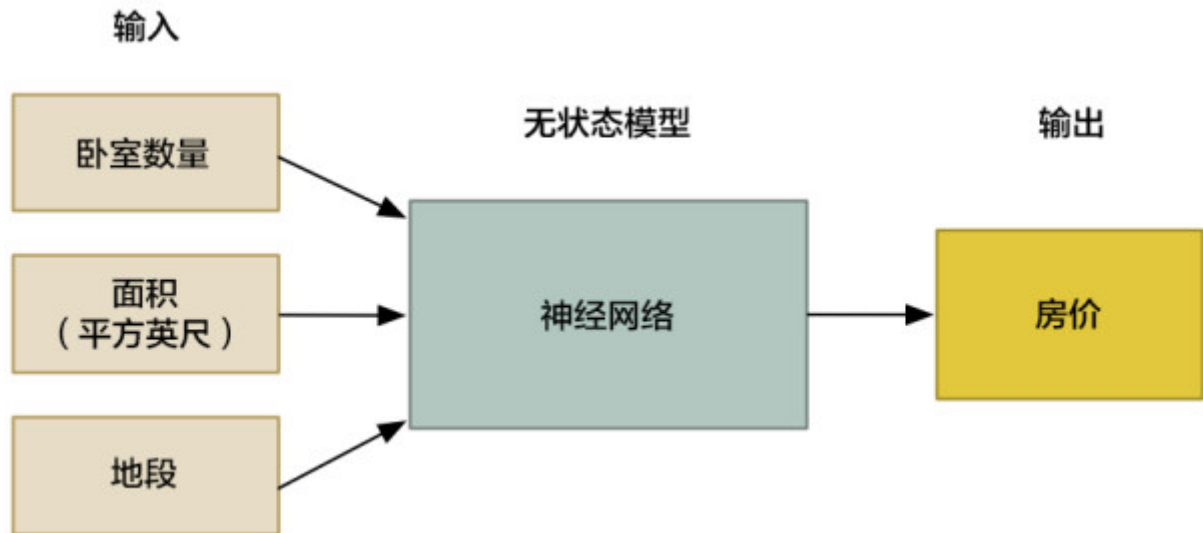 输入
无状态模型
输出
卧室数量
面积
（平方英尺）
地段
神经网络
房价